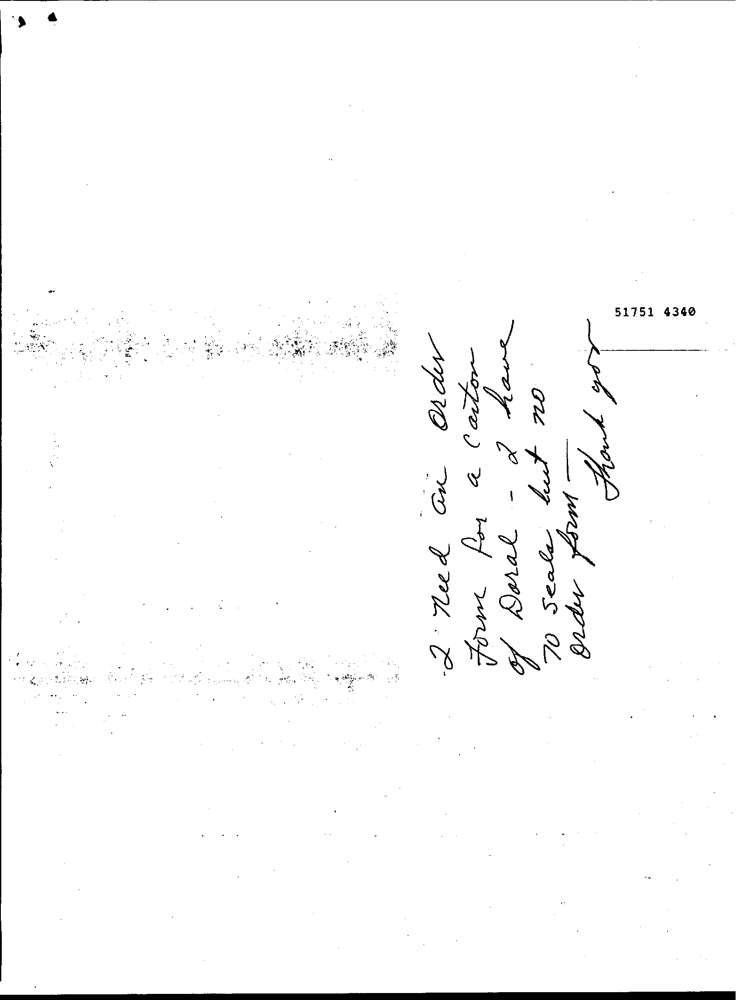 I need an order
form for a carton
of Doral - I have
70 seals but no
order form —
Thank you
51751 4340